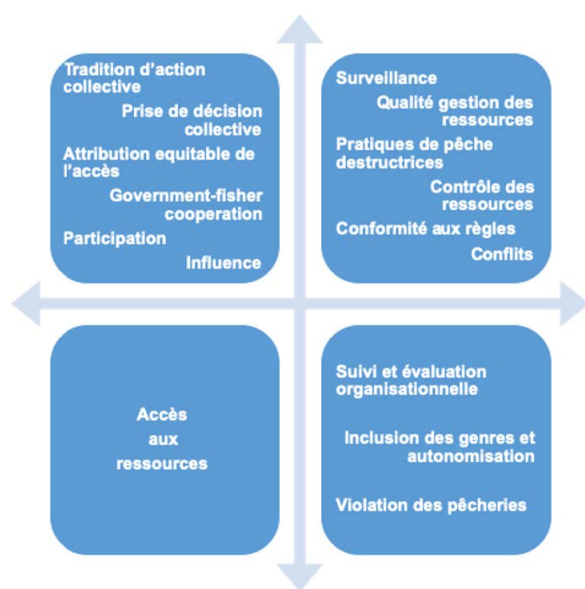 Tradition d'action
collective
Prise de décision
collective
Attribution equitable de
l'accès
Government-fisher
cooperation
Participation
Influence
Surveillance
Qualité gestion des
ressources
Pratiques de pêche
destructrices
Contrôle des
ressources
Conformité aux règles
Conflits
Accès
aux
ressources
Suivi et évaluation
organisationnelle
Inclusion des genres et
autonomisation
Violation des pêcheries